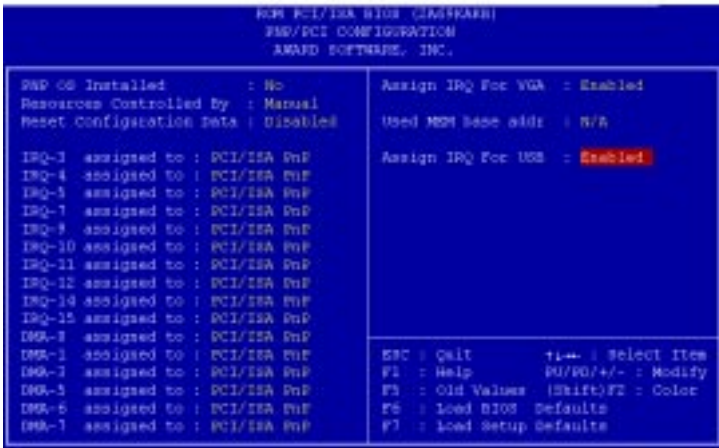 ROM PCI/ISA BIOS
PNP/PCI CONFIGURATION
AWARD SOFTWARE, INC.
PNP OS Installed : No
Resources Controlled By : Manual
Reset Configuration Data : Disabled
IRQ-3 assigned to : PCI/ISA PnP
IRQ-4 assigned to : PCI/ISA PnP
IRQ-5 assigned to : PCI/ISA PnP
IRQ-7 assigned to : PCI/ISA PnP
IRQ-9 assigned to : PCI/ISA PnP
IRQ-10 assigned to : PCI/ISA PnP
IRQ-11 assigned to : PCI/ISA PnP
IRQ-12 assigned to : PCI/ISA PnP
IRQ-14 assigned to : PCI/ISA PnP
IRQ-15 assigned to : PCI/ISA PnP
DMA-0 assigned to : PCI/ISA PnP
DMA-1 assigned to : PCI/ISA PnP
DMA-3 assigned to : PCI/ISA PnP
DMA-5 assigned to : PCI/ISA PnP
DMA-6 assigned to : PCI/ISA PnP
DMA-7 assigned to : PCI/ISA PnP
Assign IRQ For VGA : Enabled
Used MEM base addr : N/A
Assign IRQ For USB : Enabled
ESC : Quit ↑↓→← : Select Item
F1 : Help PU/PD/+/- : Modify
F5 : Old Values (Shift)F2 : Color
F6 : Load BIOS Defaults
F7 : Load Setup Defaults